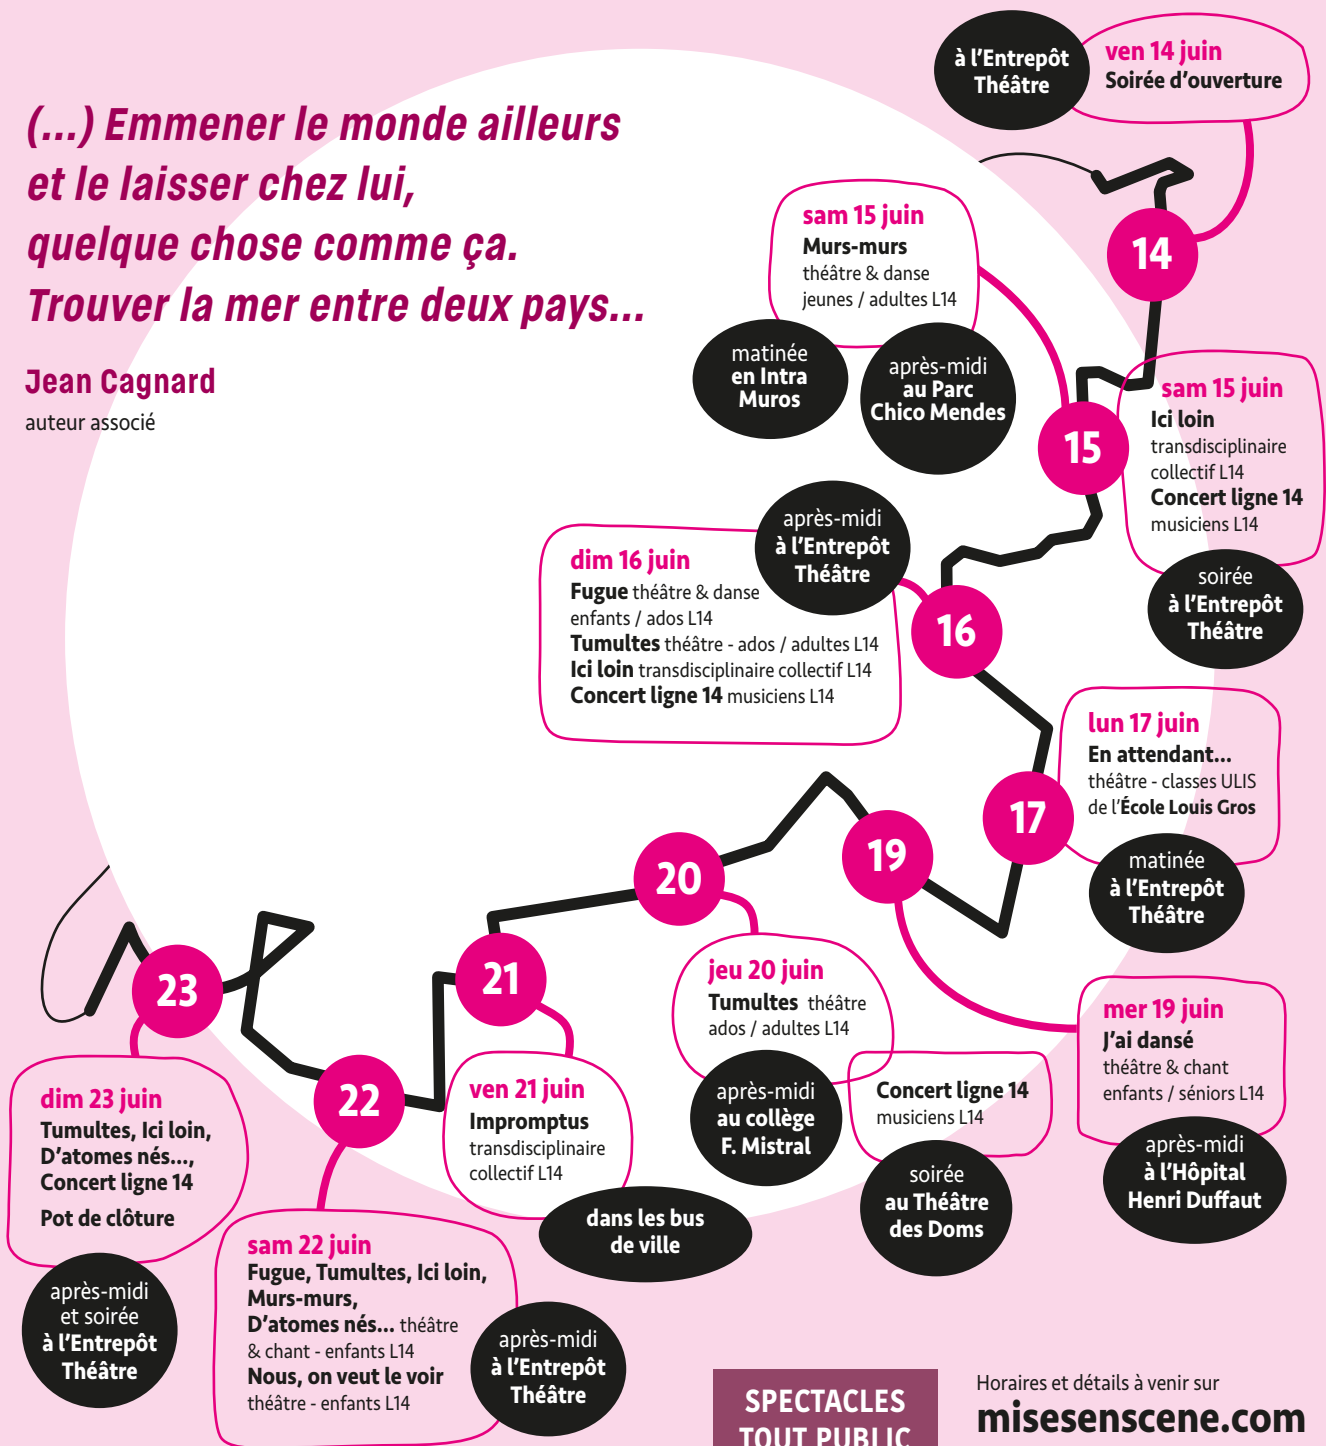 (...) Emmener le monde ailleurs
et le laisser chez lui,
quelque chose comme ça.
Trouver la mer entre deux pays...
Jean Cagnard
auteur associé
à l'Entrepôt
Théâtre
ven 14 juin
Soirée d'ouverture
14
sam 15 juin
Murs-murs
théâtre & danse
jeunes / adultes L14
matinée
en Intra
Muros
après-midi
au Parc
Chico Mendes
15
sam 15 juin
Ici loin
transdisciplinaire
collectif L14
Concert ligne 14
musiciens L14
soirée
à l'Entrepôt
Théâtre
après-midi
à l'Entrepôt
Théâtre
dim 16 juin
Fugue théâtre & danse
enfants / ados L14
Tumultes théâtre - ados / adultes L14
Ici loin transdisciplinaire collectif L14
Concert ligne 14 musiciens L14
16
lun 17 juin
En attendant...
théâtre - classes ULIS
de l'École Louis Gros
matinée
à l'Entrepôt
Théâtre
17
19
mer 19 juin
J'ai dansé
théâtre & chant
enfants / séniors L14
après-midi
à l'Hôpital
Henri Duffaut
20
jeu 20 juin
Tumultes théâtre
ados / adultes L14
après-midi
au collège
F. Mistral
Concert ligne 14
musiciens L14
soirée
au Théâtre
des Doms
21
ven 21 juin
Impromptus
transdisciplinaire
collectif L14
dans les bus
de ville
22
sam 22 juin
Fugue, Tumultes, Ici loin,
Murs-murs,
D'atomes nés... théâtre
& chant - enfants L14
Nous, on veut le voir
théâtre - enfants L14
après-midi
à l'Entrepôt
Théâtre
23
dim 23 juin
Tumultes, Ici loin,
D'atomes nés...,
Concert ligne 14
Pot de clôture
après-midi
et soirée
à l'Entrepôt
Théâtre
SPECTACLES
TOUT PUBLIC
Horaires et détails à venir sur
misesenscene.com